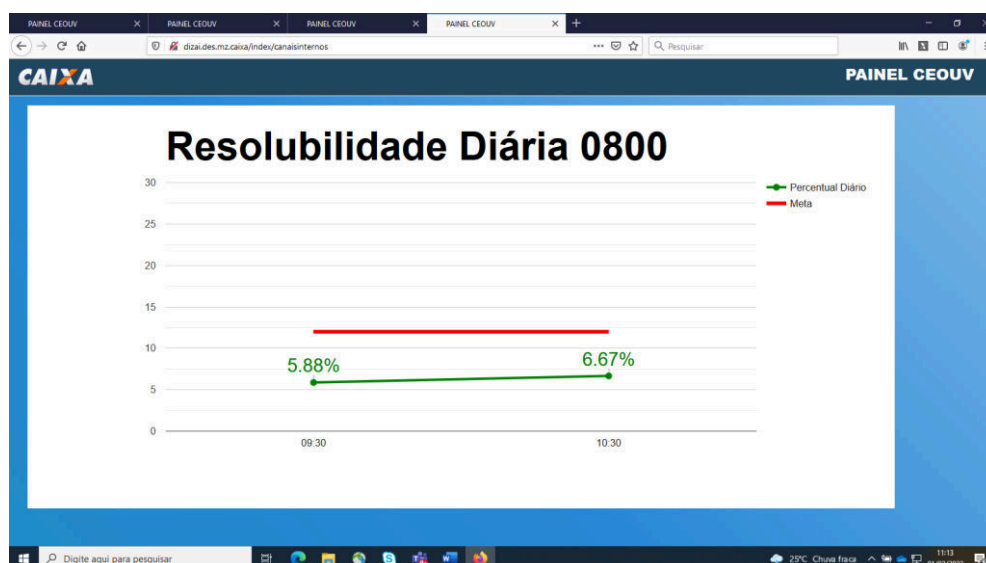 PAINEL CEOUV
PAINEL CEOUV
PAINEL CEOUV
PAINEL CEOUV
dizai.des.mz.caixa/index/canaisinternos
Pesquisar
CAIXA
PAINEL CEOUV
Resolubilidade Diária 0800
30
25
20
15
10
5
0
Percentual Diário
Meta
5.88%
6.67%
09:30
10:30
Digite aqui para pesquisar
25°C Chuva fraca
11:13